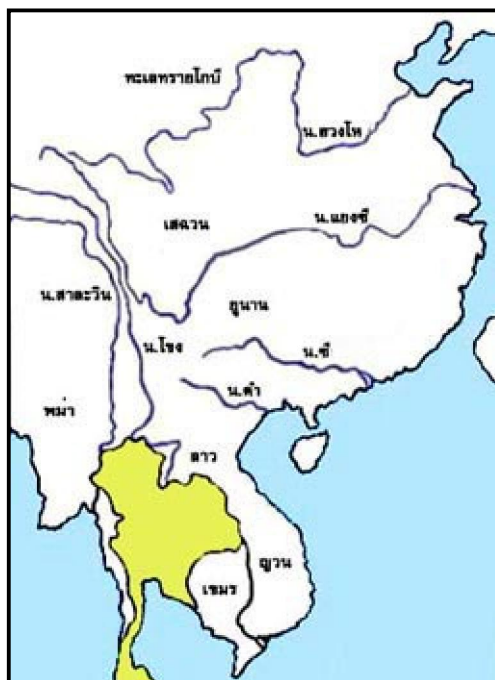 ทะเลทรายโกบี
น.ฮวงโห
เสฉวน
น.แยงซี
น.สาละวิน
ยูนาน
น.โขง
น.ซี
น.ดำ
พม่า
ลาว
ญวน
เขมร